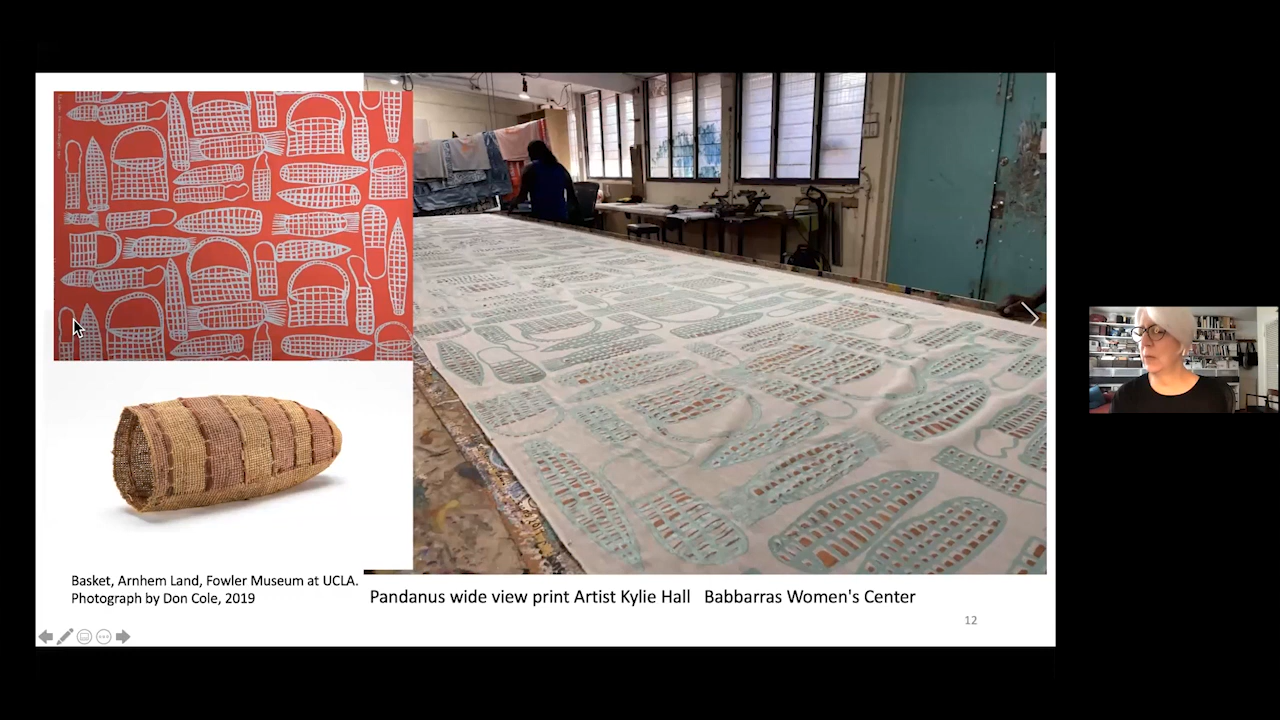 Basket, Arnhem Land, Fowler Museum at UCLA.
Photograph by Don Cole, 2019
Pandanus wide view print Artist Kylie Hall Babbarras Women's Center
12